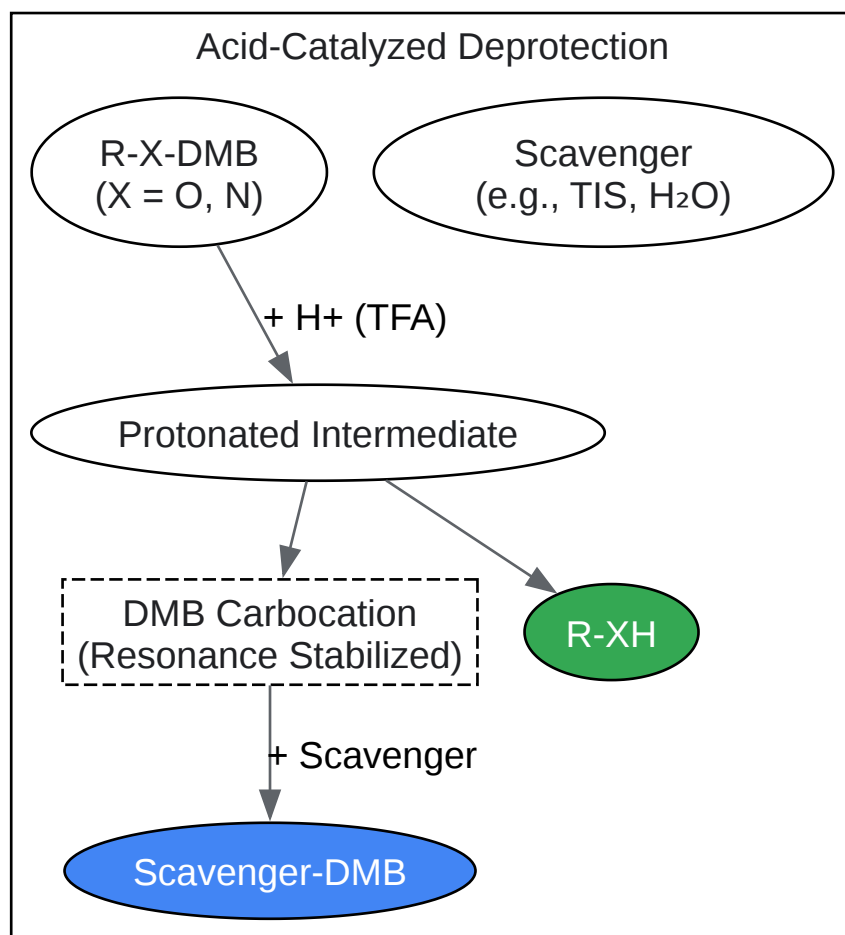 Acid-Catalyzed Deprotection
R-X-DMB
(X = O, N)
Scavenger
(e.g., TIS, H₂O)
+ H+ (TFA)
Protonated Intermediate
DMB Carbocation
(Resonance Stabilized)
R-XH
+ Scavenger
Scavenger-DMB